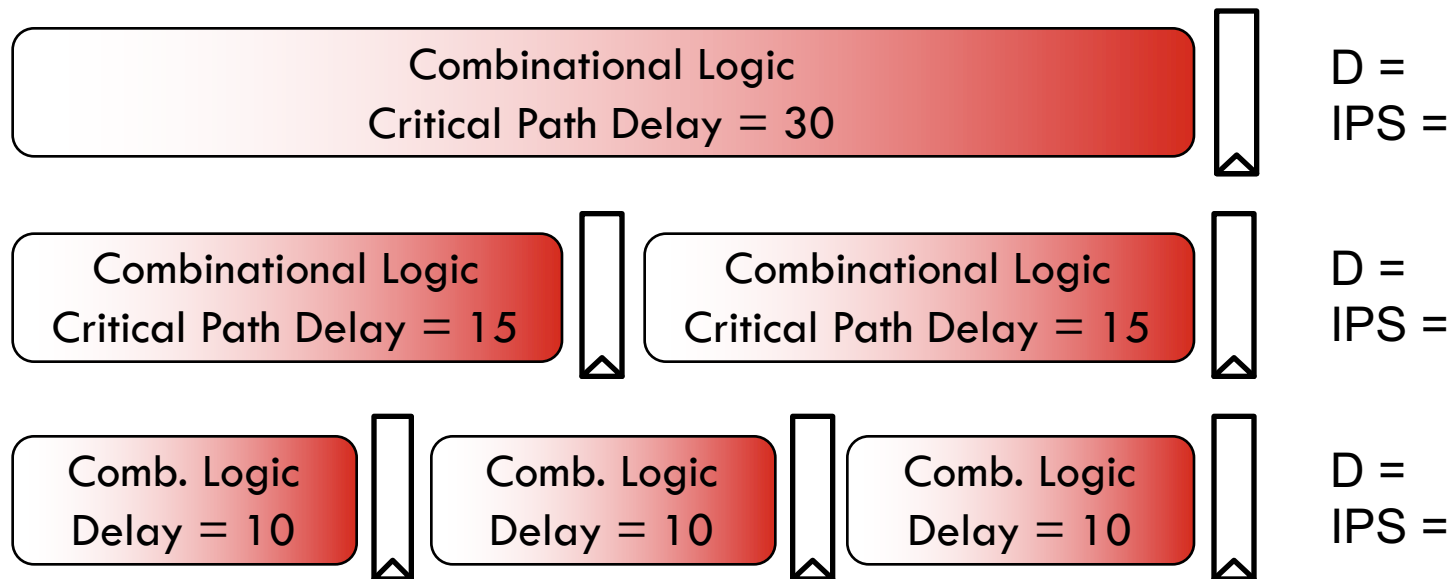 Combinational Logic
Critical Path Delay = 30
D =
IPS =
Combinational Logic
Critical Path Delay = 15
Combinational Logic
Critical Path Delay = 15
D =
IPS =
Comb. Logic
Delay = 10
Comb. Logic
Delay = 10
Comb. Logic
Delay = 10
D =
IPS =